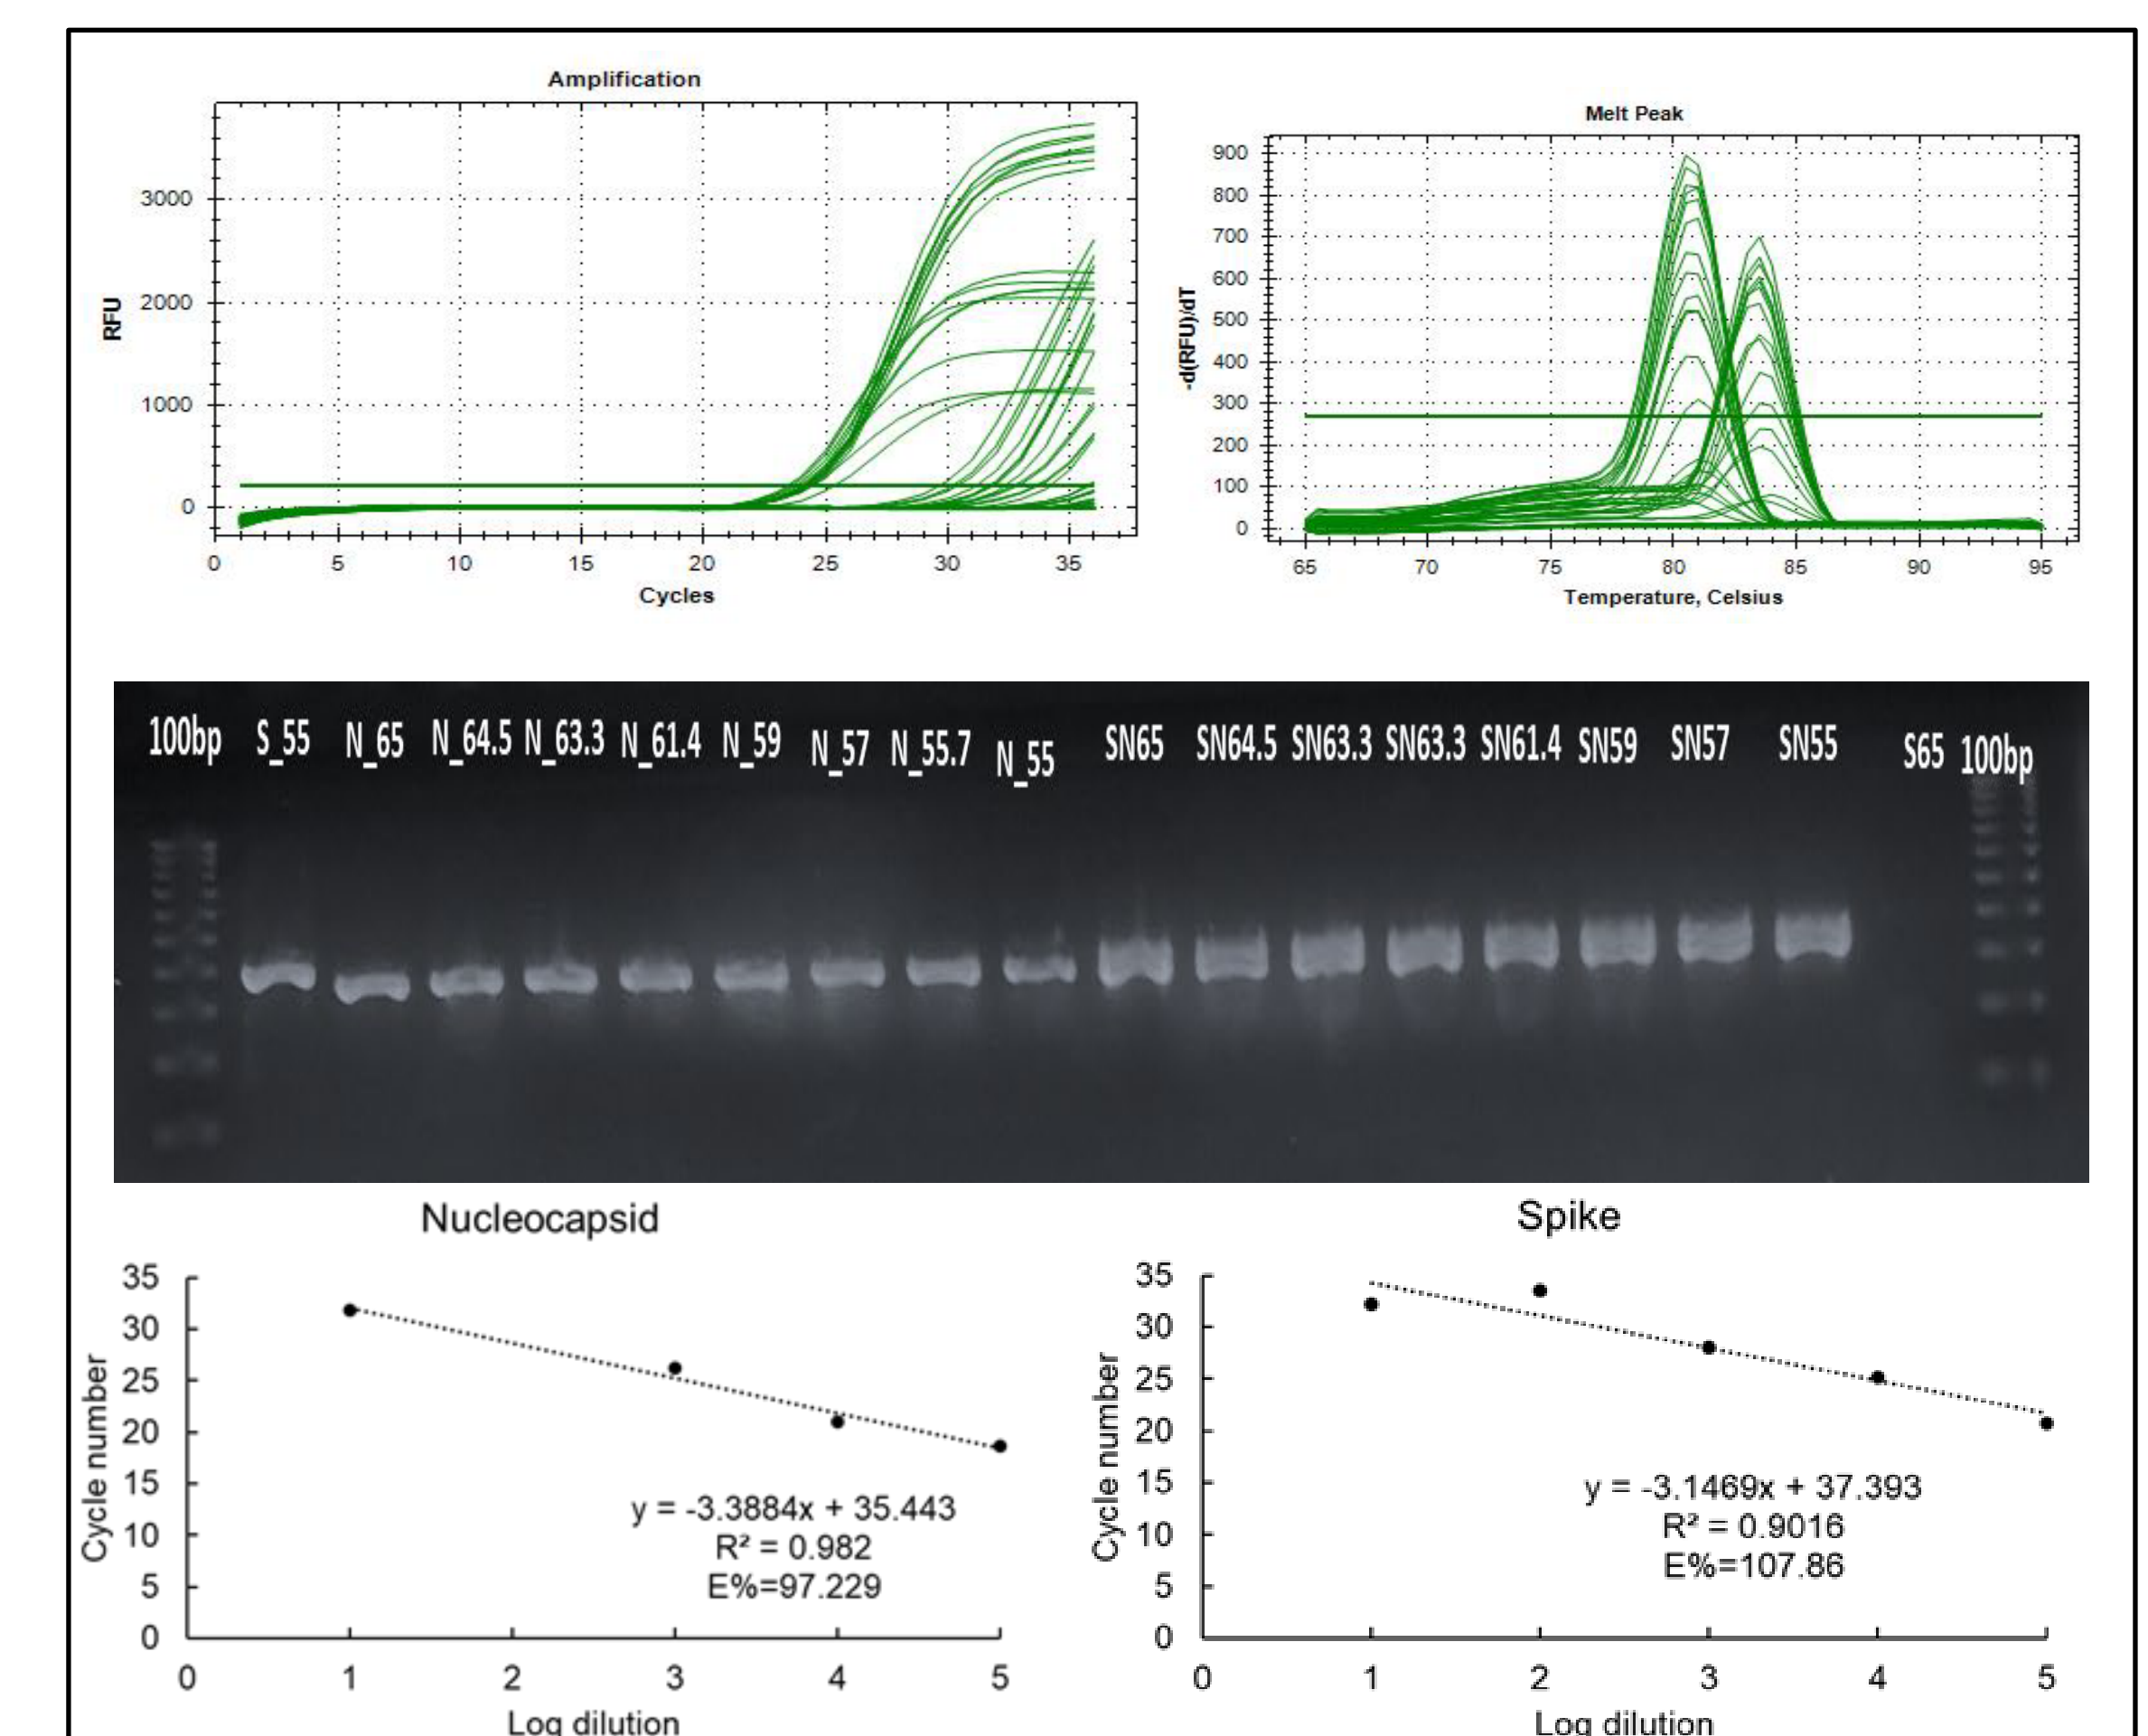 Amplification
3000
2000
1000
0
RFU
0 5 10 15 20 25 30 35
Cycles
Melt Peak
900
800
700
600
500
400
300
200
100
0
-d(RFU)/dT
65 70 75 80 85 90 95
Temperature, Celsius
100bp S_55 N_65 N_64.5 N_63.3 N_61.4 N_59 N_57 N_55.7 N_55 SN65 SN64.5 SN63.3 SN63.3 SN61.4 SN59 SN57 SN55 S65 100bp
Nucleocapsid
35
30
25
20
15
10
5
0
Cycle number
y = -3.3884x + 35.443
R² = 0.982
E%=97.229
0 1 2 3 4 5
Log dilution
Spike
35
30
25
20
15
10
5
0
Cycle number
y = -3.1469x + 37.393
R² = 0.9016
E%=107.86
0 1 2 3 4 5
Log dilution